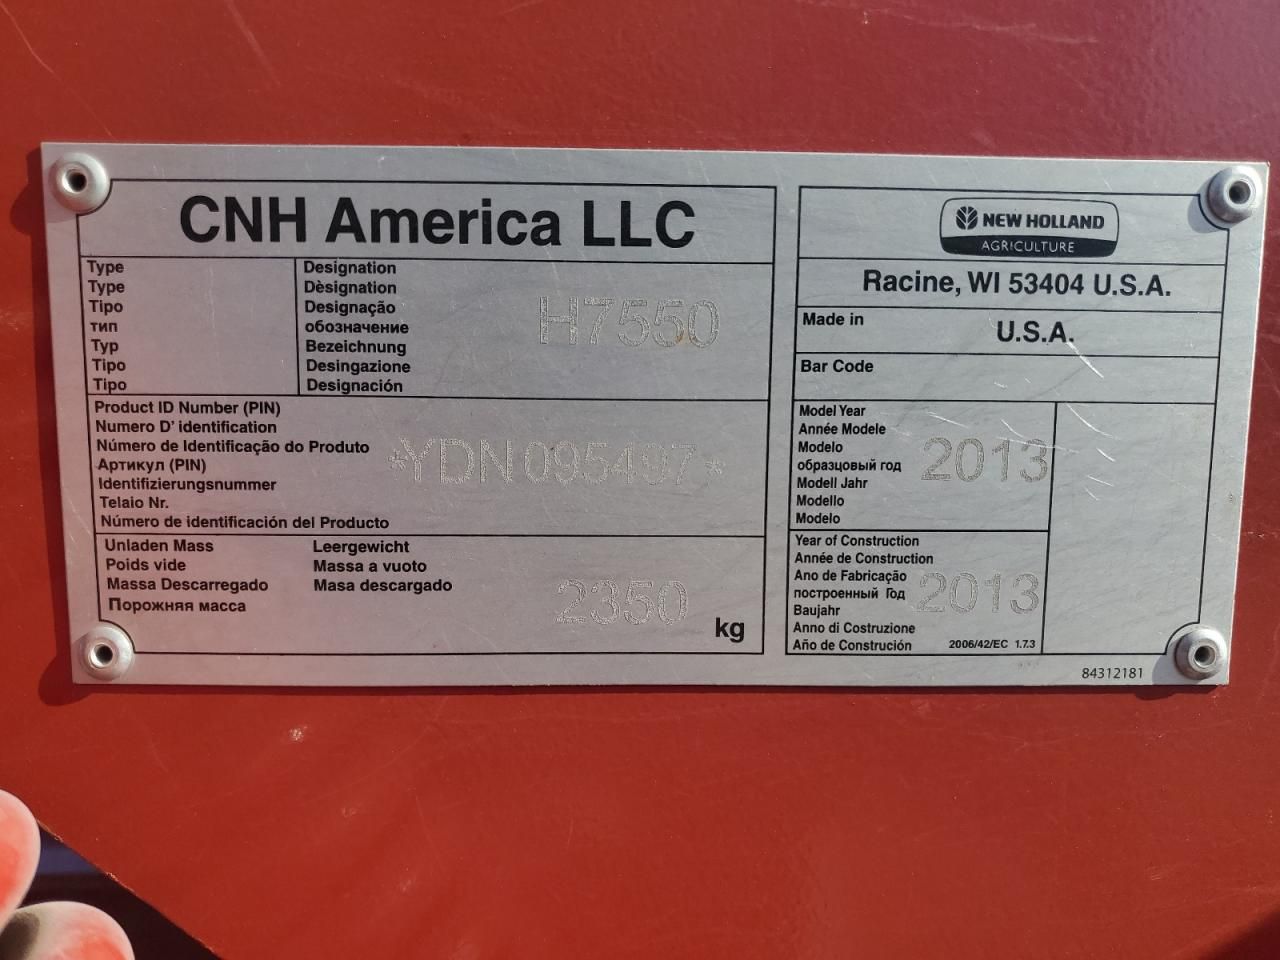 CNH America LLC
Type Designation
Type Dèsignation
Tipo Designação
тип обозначение
Typ Bezeichnung
Tipo Desingazione
Tipo Designación
H7550
Product ID Number (PIN)
Numero D' identification
Número de Identificação do Produto
Артикул (PIN)
Identifizierungsnummer
Telaio Nr.
Número de identificación del Producto
*YDN095497*
Unladen Mass Leergewicht
Poids vide Massa a vuoto
Massa Descarregado Masa descargado
Порожняя масса
2350
kg
NEW HOLLAND
AGRICULTURE
Racine, WI 53404 U.S.A.
Made in U.S.A.
Bar Code
Model Year
Année Modele
Modelo
образцовый год
Modell Jahr
Modello
Modelo
2013
Year of Construction
Année de Construction
Ano de Fabricação
построенный Год
Baujahr
Anno di Costruzione
Año de Construción
2013
2006/42/EC 1.7.3
84312181